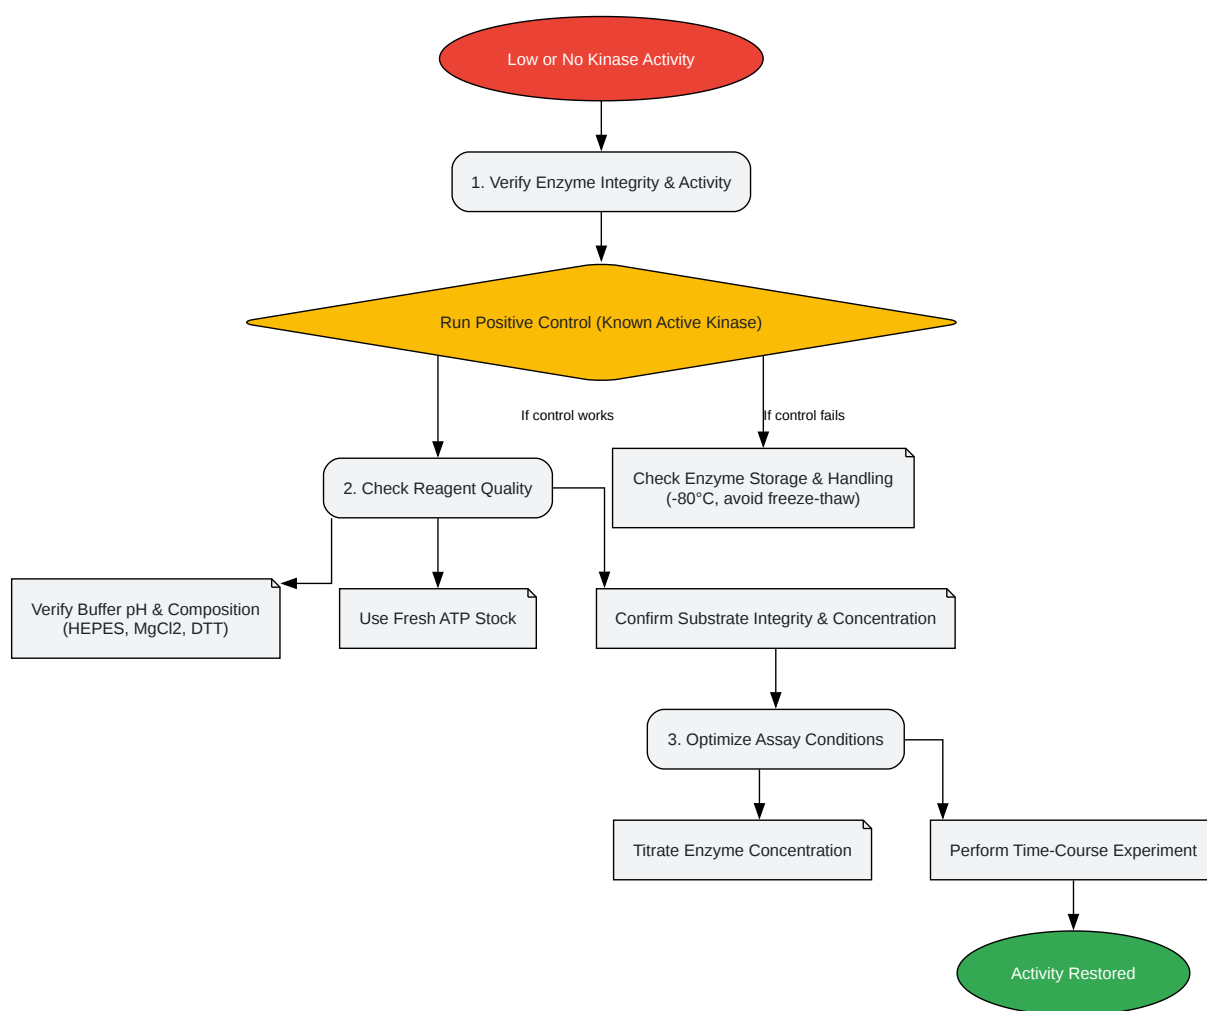 Low or No Kinase Activity
1. Verify Enzyme Integrity & Activity
Run Positive Control (Known Active Kinase)
If control works
If control fails
2. Check Reagent Quality
Check Enzyme Storage & Handling
(-80°C, avoid freeze-thaw)
Verify Buffer pH & Composition
(HEPES, MgCl2, DTT)
Use Fresh ATP Stock
Confirm Substrate Integrity & Concentration
3. Optimize Assay Conditions
Titrate Enzyme Concentration
Perform Time-Course Experiment
Activity Restored